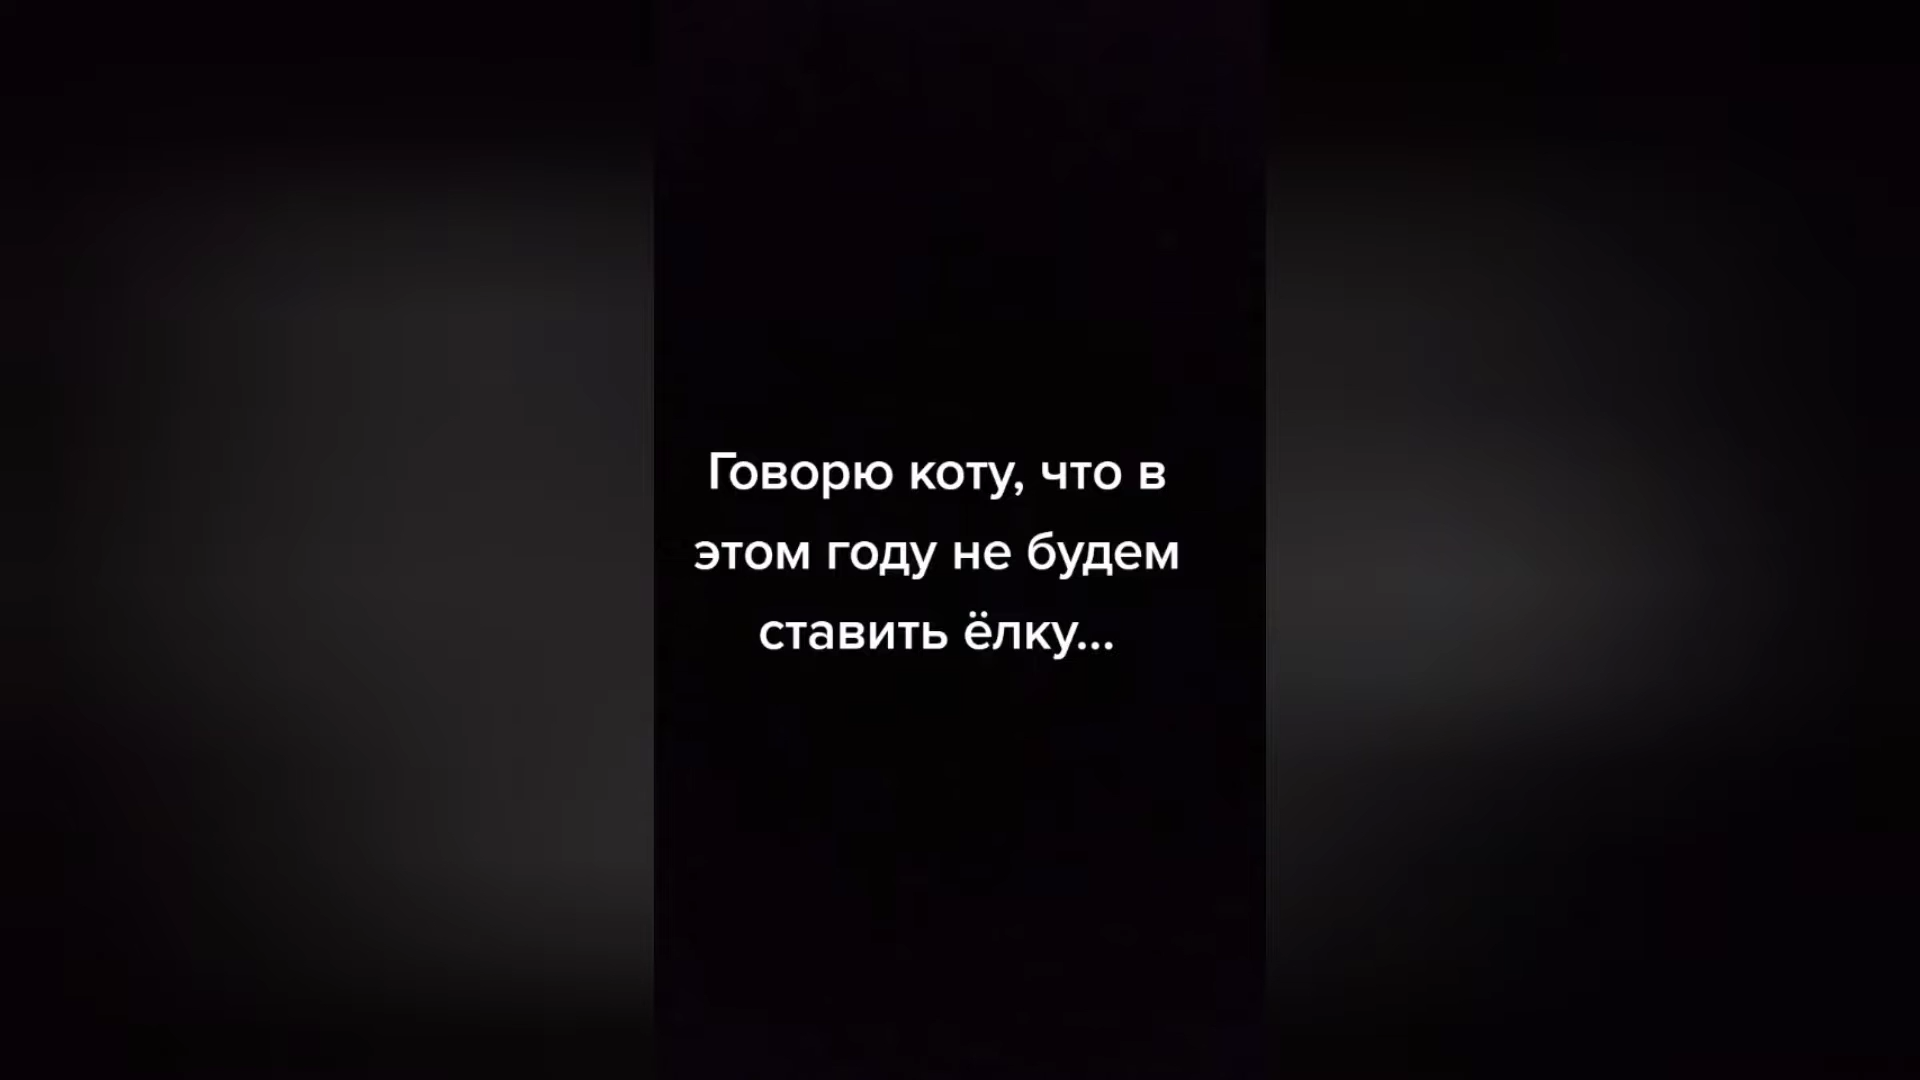 Говорю коту, что в
этом году не будем
ставить ёлку...